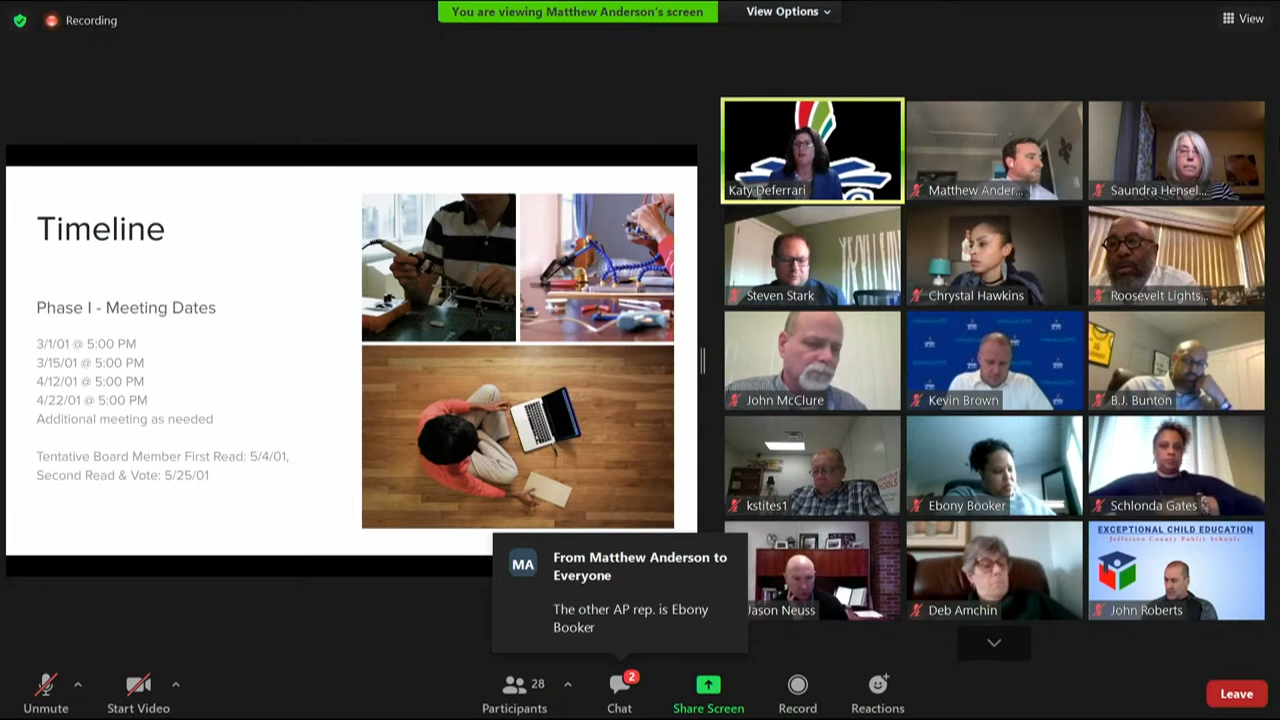 Recording
You are viewing Matthew Anderson's screen
View Options
View
Timeline
Phase I - Meeting Dates
3/1/01 @ 5:00 PM
3/15/01 @ 5:00 PM
4/12/01 @ 5:00 PM
4/22/01 @ 5:00 PM
Additional meeting as needed
Tentative Board Member First Read: 5/4/01,
Second Read & Vote: 5/25/01
Katy Deferrari
Matthew Ander...
Saundra Hensel...
Steven Stark
Chrystal Hawkins
Roosevelt Lights...
John McClure
Kevin Brown
B.J. Bunton
kstites1
Ebony Booker
Schlonda Gates
Jason Neuss
Deb Amchin
EXCEPTIONAL CHILD EDUCATION
Jefferson County Public Schools
John Roberts
MA
From Matthew Anderson to
Everyone
The other AP rep. is Ebony
Booker
Unmute
Start Video
28
Participants
2
Chat
Share Screen
Record
Reactions
Leave